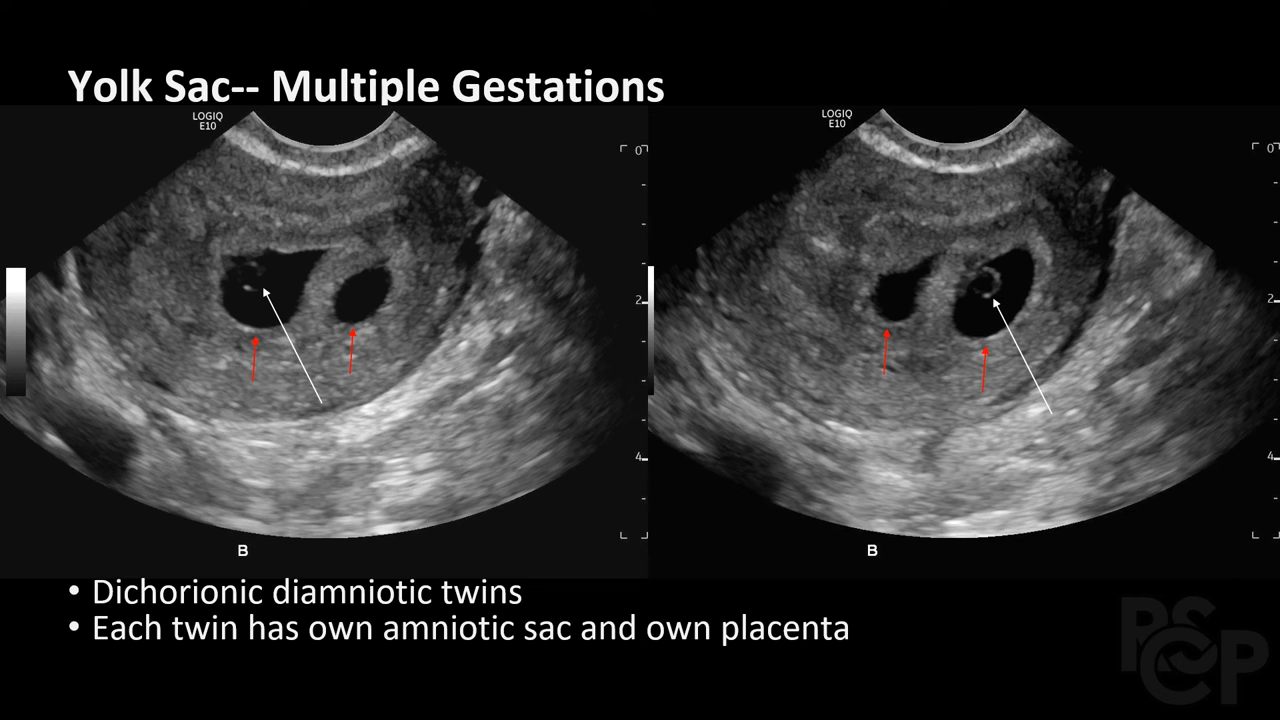 Yolk Sac-- Multiple Gestations
LOGIQ
E10
0
2
4
B
LOGIQ
E10
0
2
4
B
• Dichorionic diamniotic twins
• Each twin has own amniotic sac and own placenta
PSCP